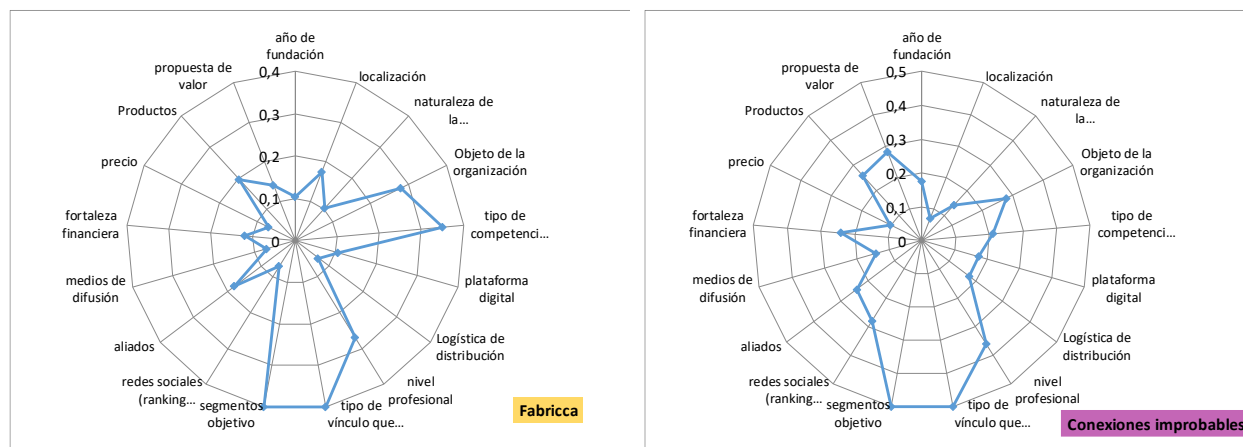 año de
fundación
localización
naturaleza de
la...
Objeto de la
organización
tipo de
competenci...
plataforma
digital
Logística de
distribución
nivel
profesional
tipo de
vínculo que...
segmentos
objetivo
redes sociales
(ranking...
aliados
medios de
difusión
fortaleza
financiera
precio
Productos
propuesta de
valor
0,4
0,3
0,2
0,1
0
Fabricca
año de
fundación
localización
naturaleza de
la...
Objeto de la
organización
tipo de
competenci...
plataforma
digital
Logística de
distribución
nivel
profesional
tipo de
vínculo que...
segmentos
objetivo
redes sociales
(ranking...
aliados
medios de
difusión
fortaleza
financiera
precio
Productos
propuesta de
valor
0,5
0,4
0,3
0,2
0,1
0
Conexiones improbables